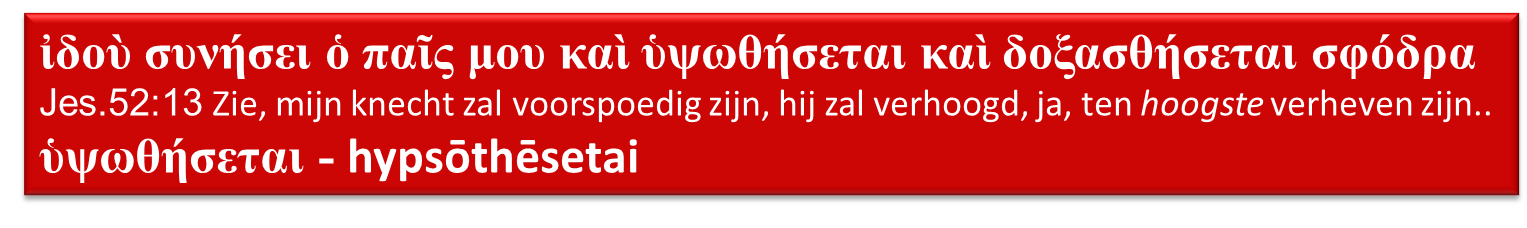 ἰδοὺ συνήσει ὁ παῖς μου καὶ ὑψωθήσεται καὶ δοξασθήσεται σφόδρα
Jes.52:13 Zie, mijn knecht zal voorspoedig zijn, hij zal verhoogd, ja, ten hoogste verheven zijn..
ὑψωθήσεται - hypsōthēsetai